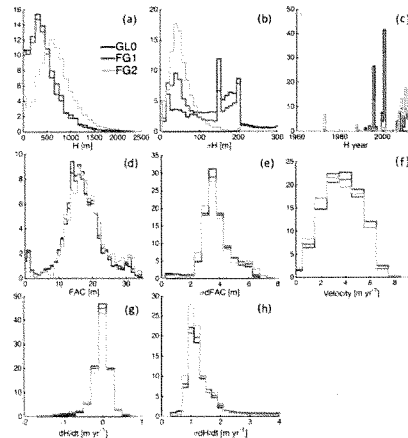 (a) (b) (c)
GL0
FG1
FG2
16 14 12 10 8 6 4 2 0
20 15 10 5 0
50 40 30 20 10 0
0 500 1000 1500 2000 2500
0 100 200 300
1960 1980 2000
H [m] σH [m] H year
(d) (e) (f)
10 8 6 4 2 0
35 30 25 20 15 10 5 0
25 20 15 10 5 0
0 10 20 30
0 2 4 6 8
0 2 4 6 8
FAC [m] σdFAC [m] Velocity [m yr⁻¹]
(g) (h)
50 40 30 20 10 0
30 25 20 15 10 5 0
-2 -1 0 1
0 1 2 3 4
dH/dt [m yr⁻¹] σdH/dt [m yr⁻¹]